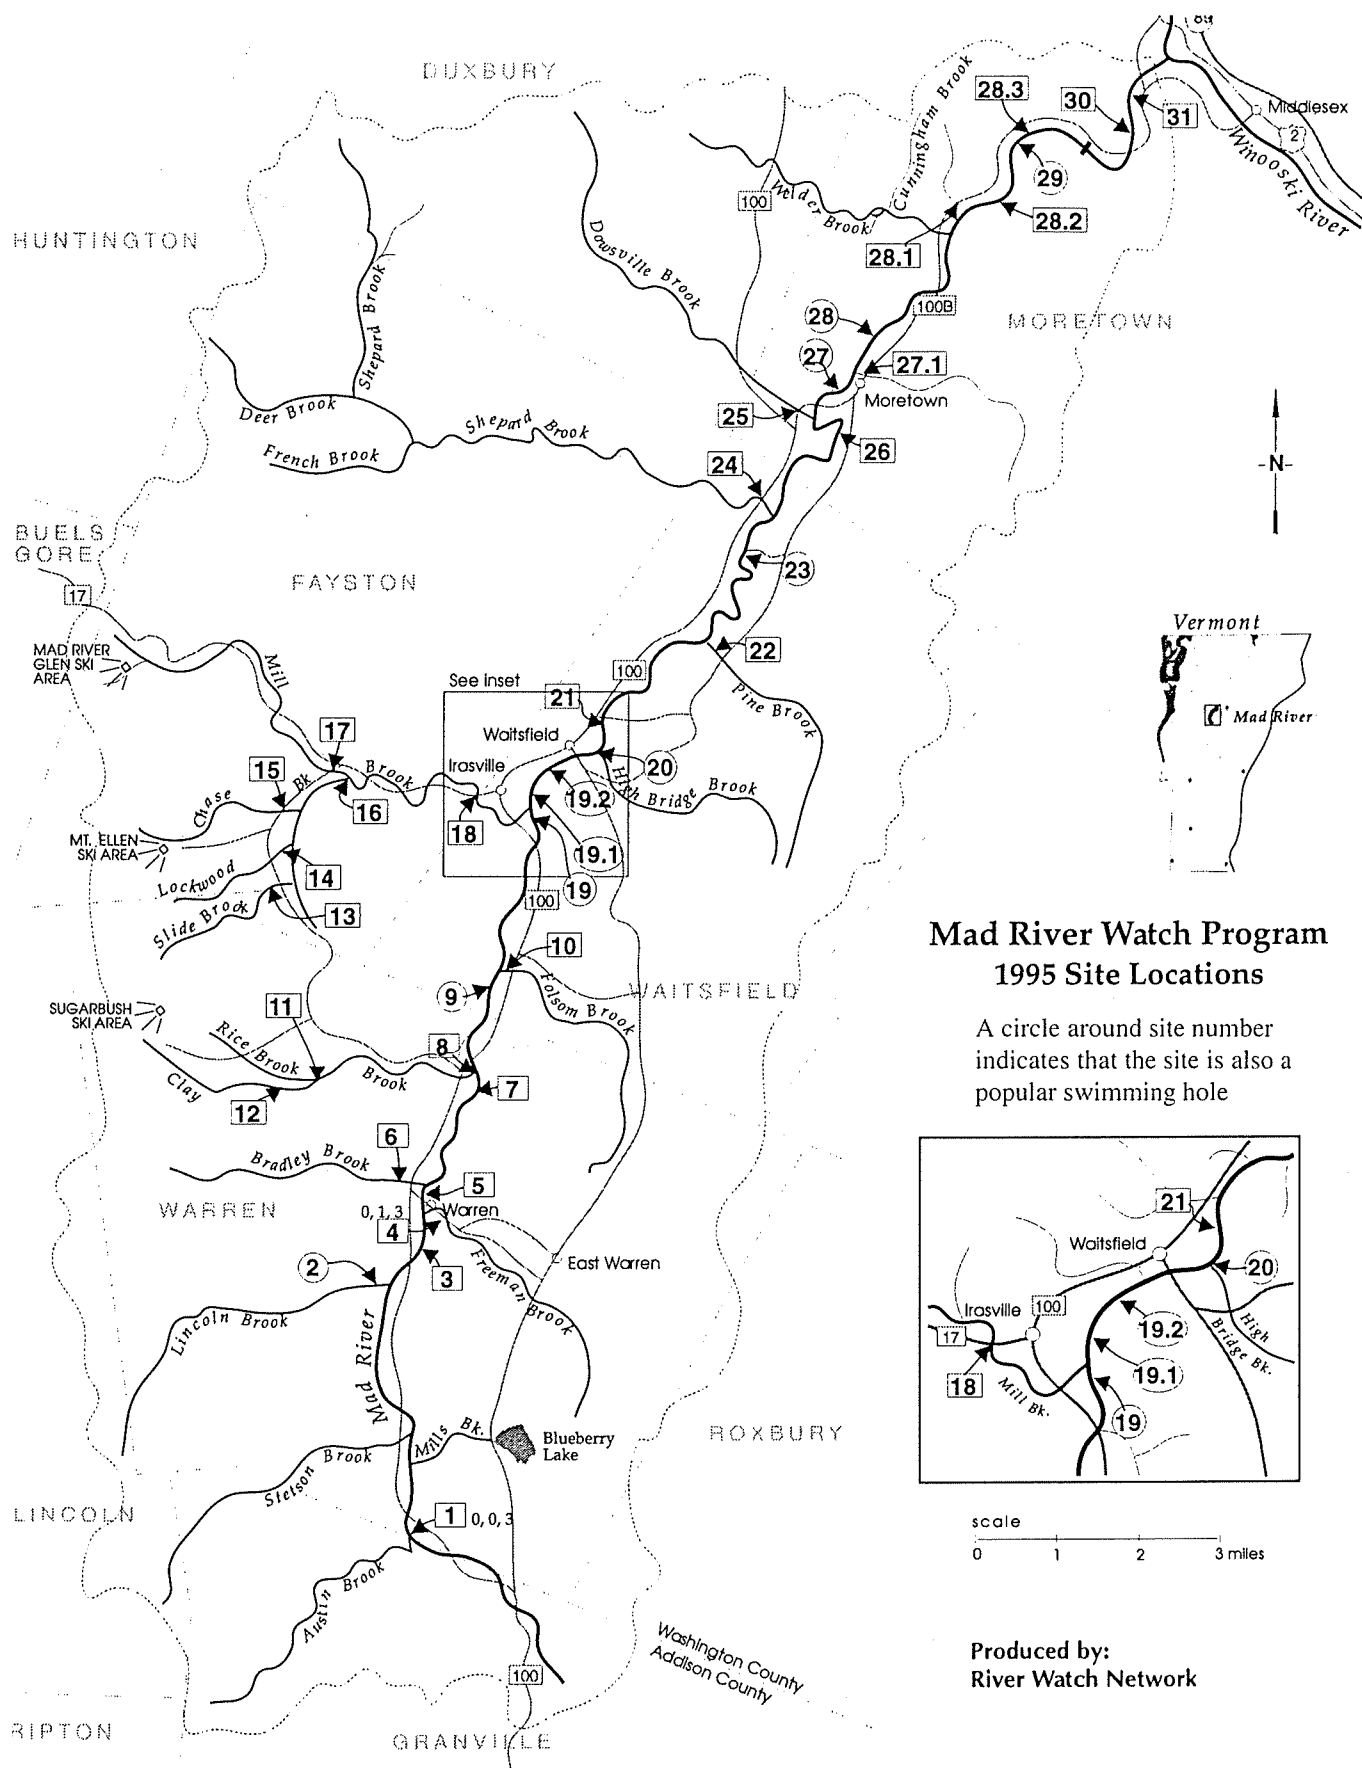 89
DUXBURY
Cunningham Brook
28.3
30
31
Middlesex
2
Winooski River
29
100
Welder Brook
28.2
28.1
HUNTINGTON
Dowsville Brook
Shepard Brook
100B
MORETOWN
28
27
27.1
Moretown
25
26
Deer Brook
Shepard Brook
French Brook
24
-N-
BUELS
GORE
23
FAYSTON
17
Vermont
MAD RIVER
GLEN SKI
AREA
Mill
22
100
See inset
Pine Brook
Mad River
21
Waitsfield
17
Irasville
20
15
Bk
Brook
High Bridge Brook
Chase
16
19.2
18
MT. ELLEN
SKI AREA
19.1
Lockwood
14
19
100
Slide Brook
13
Mad River Watch Program
1995 Site Locations
10
WAITSFIELD
9
Folsom Brook
SUGARBUSH
SKI AREA
11
A circle around site number
indicates that the site is also a
popular swimming hole
Rice Brook
8
Clay
Brook
7
12
6
Bradley Brook
5
WARREN
0, 1, 3
Warren
4
East Warren
2
3
Freeman Brook
Lincoln Brook
Mad River
21
Waitsfield
20
Irasville
100
19.2
High
Bridge Bk.
17
19.1
18
Mill Bk.
19
ROXBURY
Mills Bk.
Blueberry
Lake
Stetson Brook
LINCOLN
1
0, 0, 3
scale
0 1 2 3 miles
Austin Brook
Washington County
Addison County
Produced by:
River Watch Network
100
RIPTON
GRANVILLE